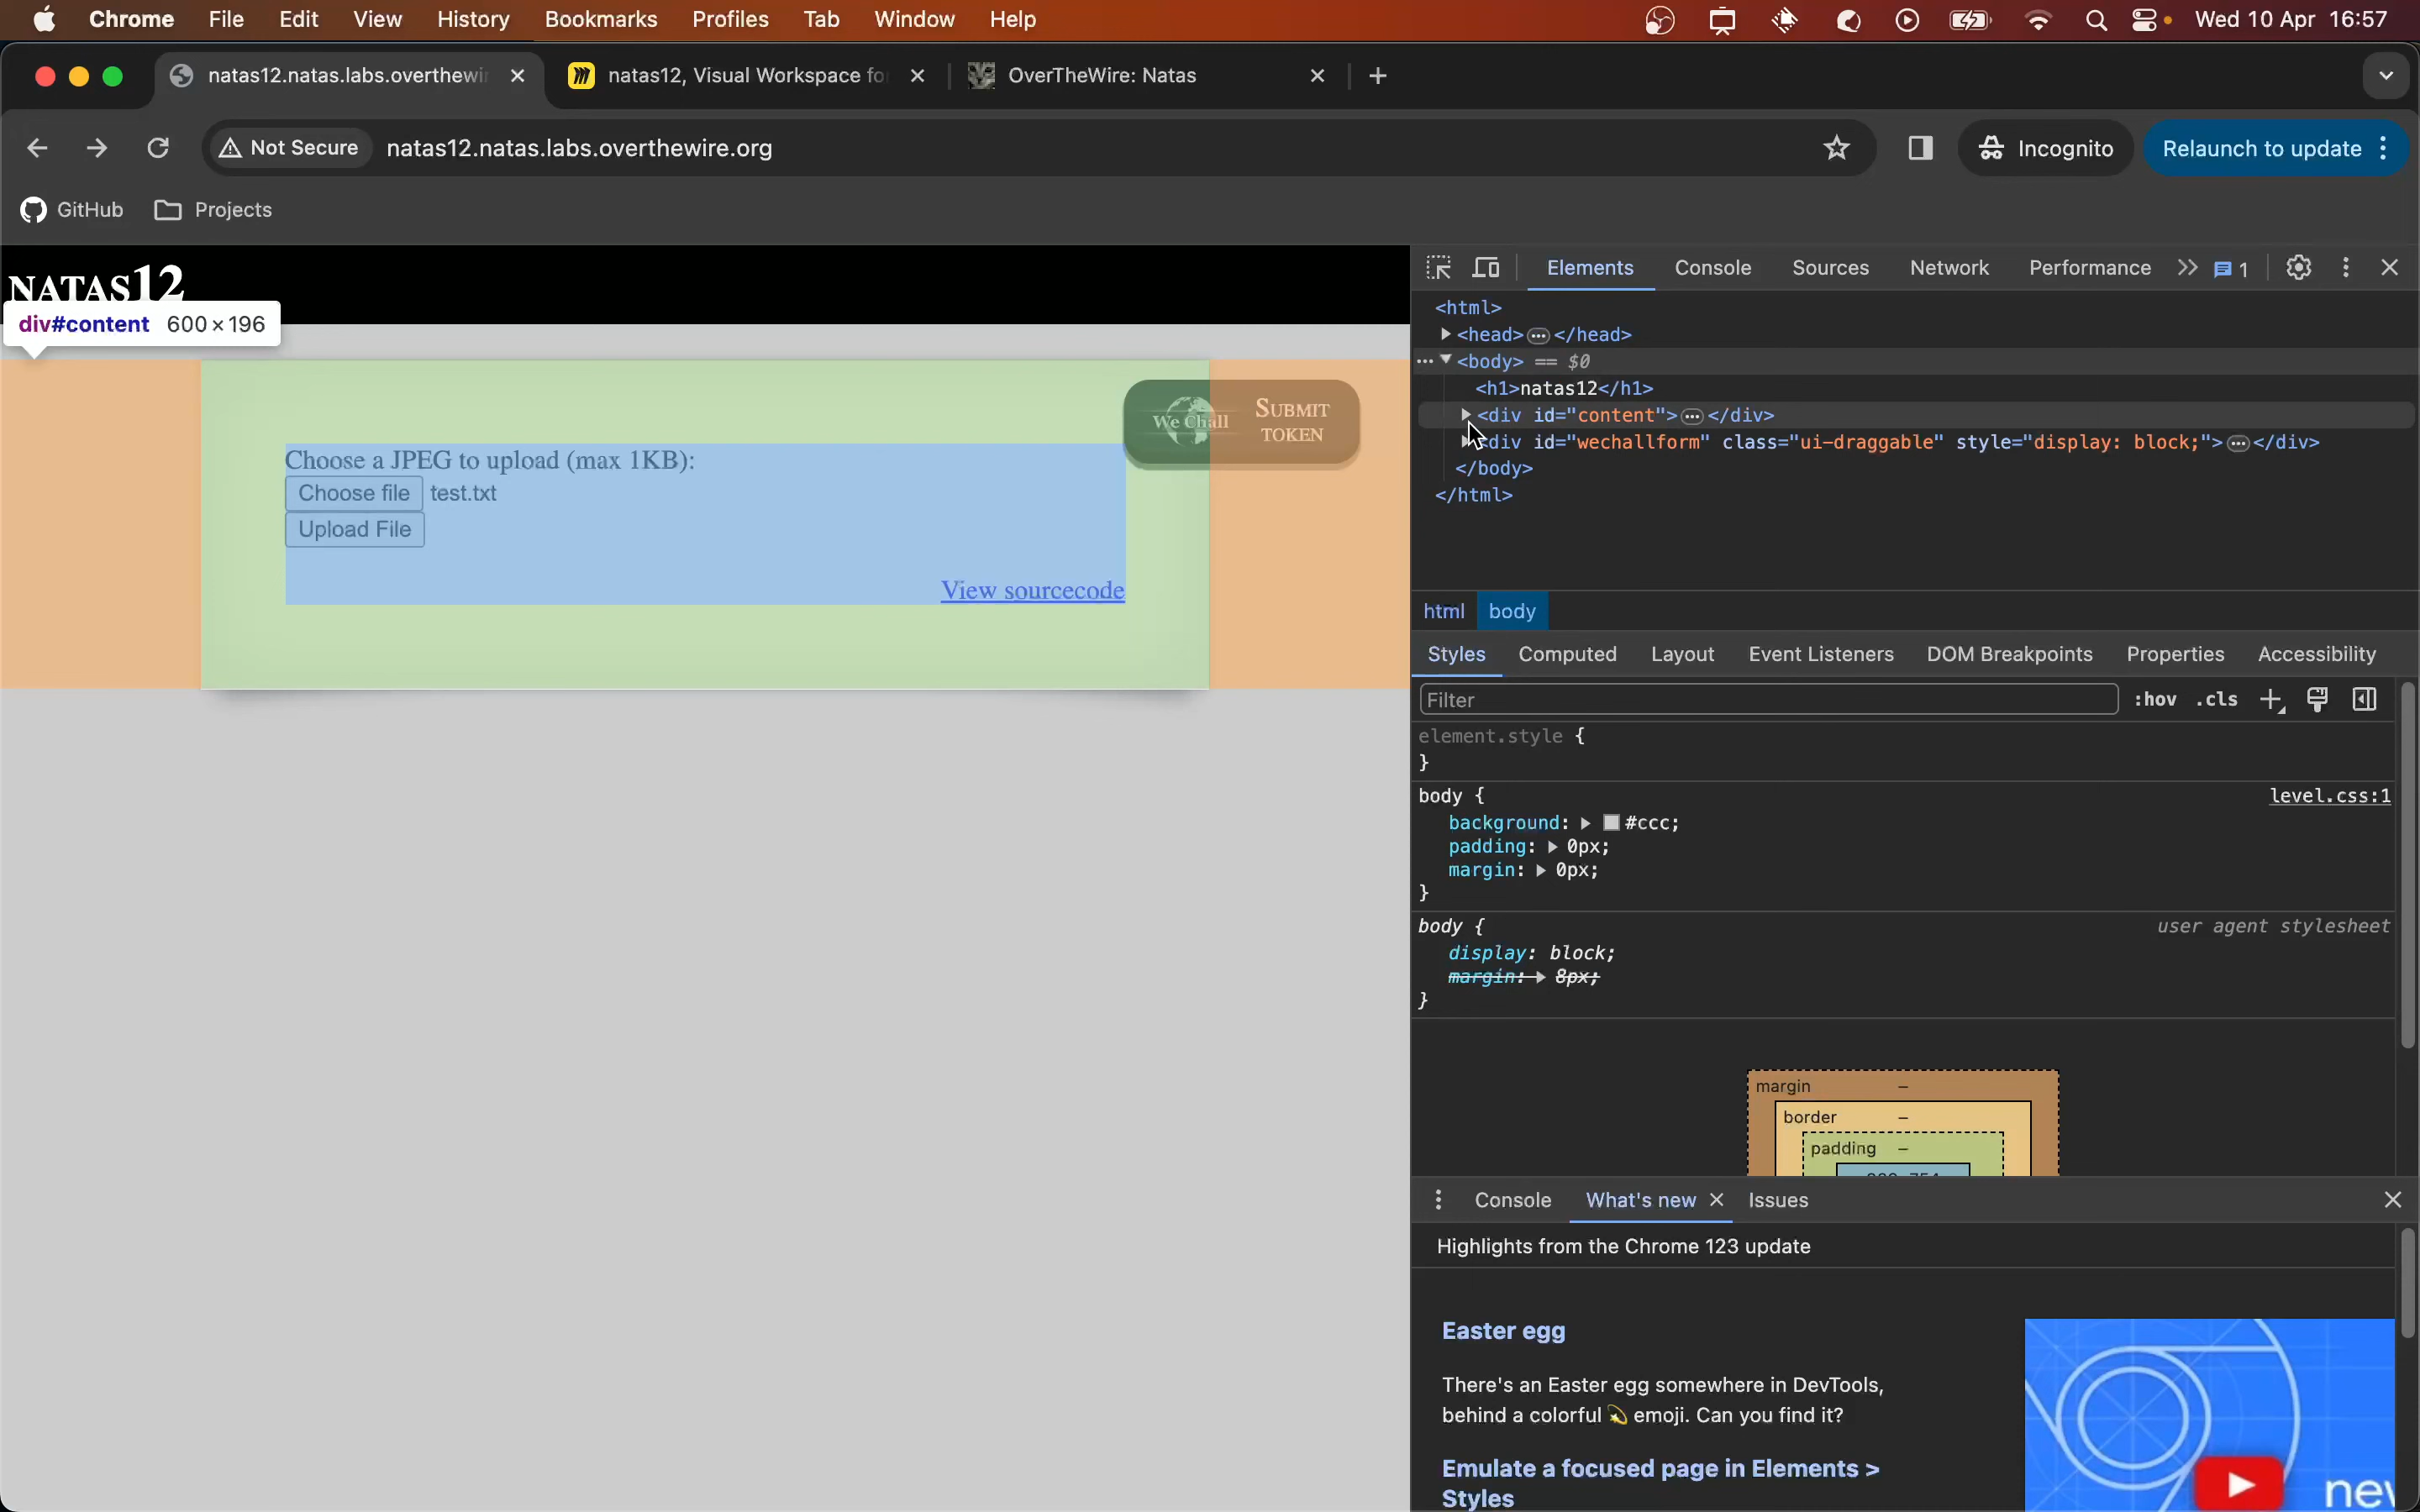 Chrome File Edit View History Bookmarks Profiles Tab Window Help Wed 10 Apr 16:57
natas12.natas.labs.overthewi natas12, Visual Workspace fo OverTheWire: Natas
Not Secure natas12.natas.labs.overthewire.org Incognito Relaunch to update
GitHub Projects
NATAS12
div#content 600×196
We Chall SUBMIT TOKEN
Choose a JPEG to upload (max 1KB):
Choose file test.txt
Upload File
View sourcecode
Elements Console Sources Network Performance 1
<html>
<head> … </head>
… <body> == $0
<h1>natas12</h1>
<div id="content"> … </div>
<div id="wechallform" class="ui-draggable" style="display: block;"> … </div>
</body>
</html>
html body
Styles Computed Layout Event Listeners DOM Breakpoints Properties Accessibility
Filter :hov .cls
element.style {
}
body { level.css:1
background: #ccc;
padding: 0px;
margin: 0px;
}
body { user agent stylesheet
display: block;
margin: 8px;
}
margin –
border –
padding –
Console What's new Issues
Highlights from the Chrome 123 update
Easter egg
There's an Easter egg somewhere in DevTools,
behind a colorful 💫 emoji. Can you find it?
Emulate a focused page in Elements >
Styles